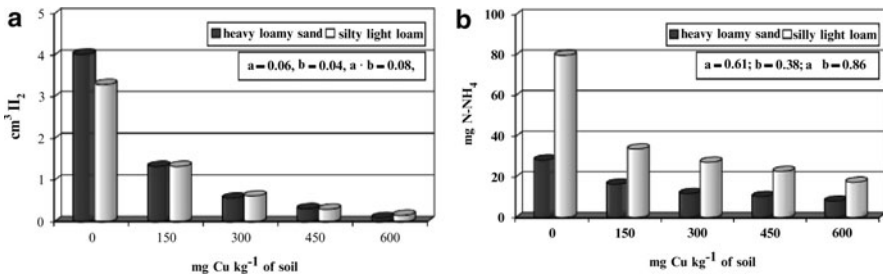 a
5
4
3
2
1
0
cm³ II₂
heavy loamy sand silty light loam
a = 0.06, b = 0.04, a · b = 0.08,
0 150 300 450 600
mg Cu kg⁻¹ of soil
b
100
80
60
40
20
0
mg N-NH₄
heavy loamy sand silly light loam
a = 0.61; b = 0.38; a b = 0.86
0 150 300 450 600
mg Cu kg⁻¹ of soil